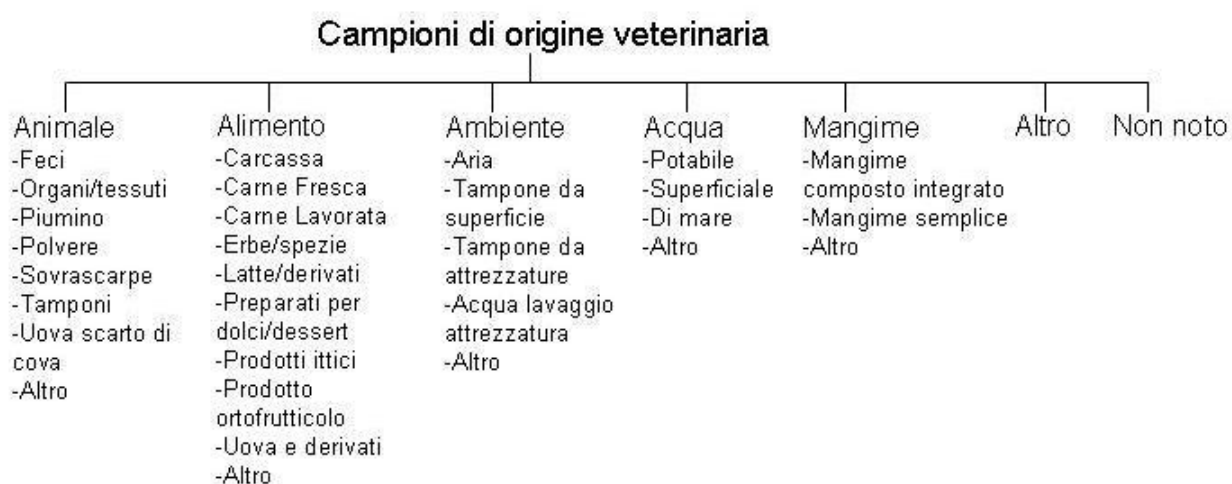 Campioni di origine veterinaria
Animale
-Feci
-Organi/tessuti
-Piumino
-Polvere
-Sovrascarpe
-Tamponi
-Uova scarto di
cova
-Altro
Alimento
-Carcassa
-Carne Fresca
-Carne Lavorata
-Erbe/spezie
-Latte/derivati
-Preparati per
dolci/dessert
-Prodotti ittici
-Prodotto
ortofrutticolo
-Uova e derivati
-Altro
Ambiente
-Aria
-Tampone da
superficie
-Tampone da
attrezzature
-Acqua lavaggio
attrezzatura
-Altro
Acqua
-Potabile
-Superficiale
-Di mare
-Altro
Mangime
-Mangime
composto integrato
-Mangime semplice
-Altro
Altro
Non noto